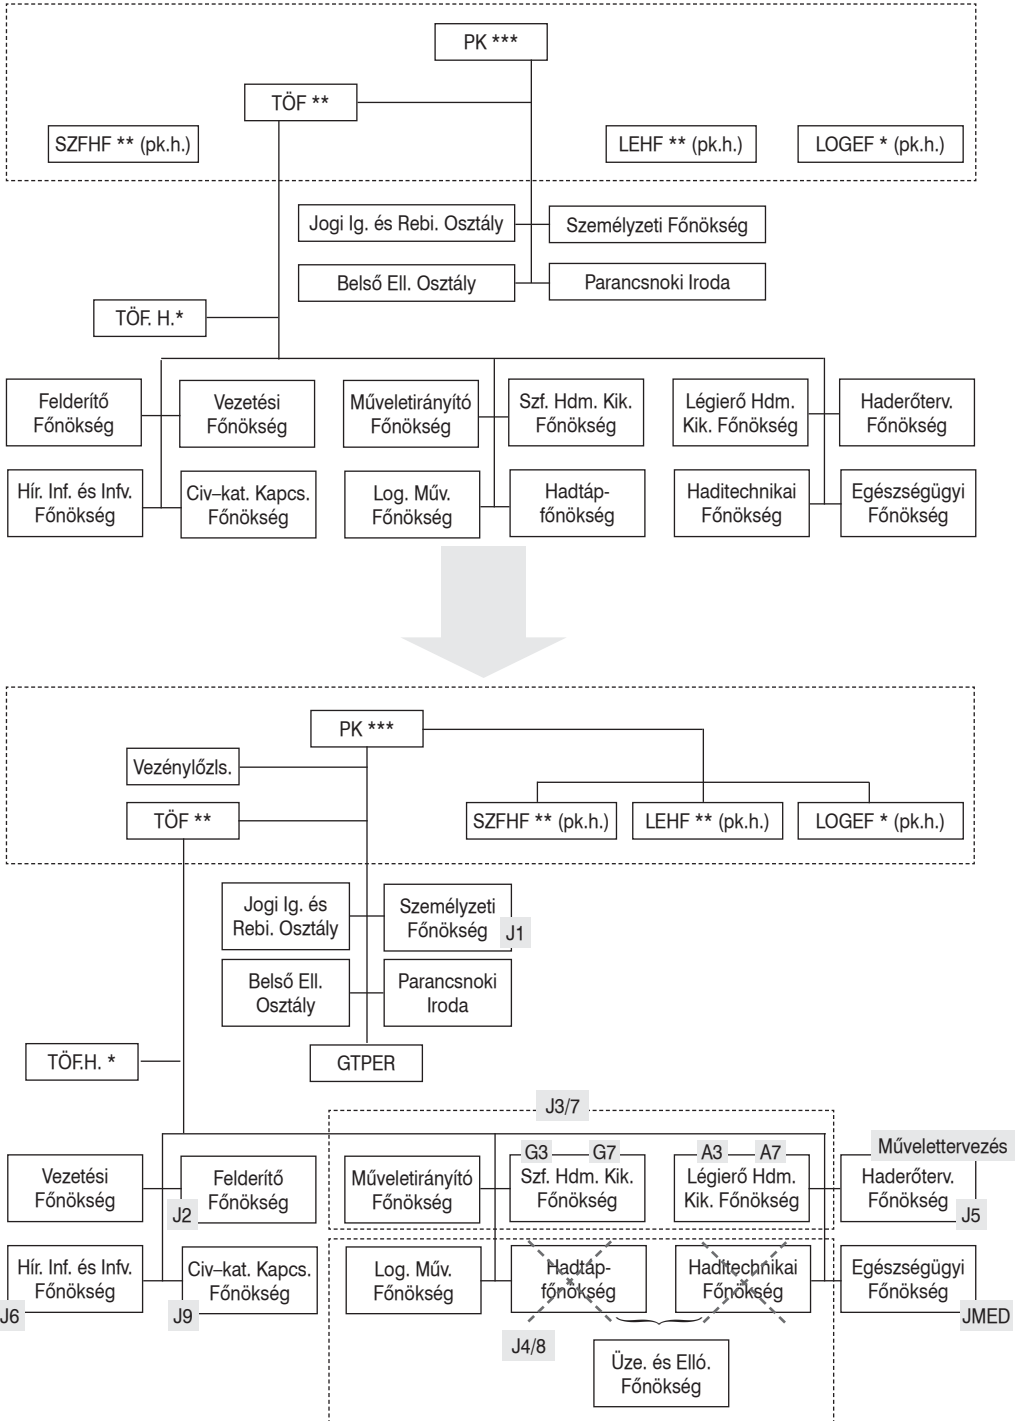 PK ***
TÖF **
SZFHF ** (pk.h.)
LEHF ** (pk.h.)
LOGEF * (pk.h.)
Jogi Ig. és Rebi. Osztály
Személyzeti Főnökség
Belső Ell. Osztály
Parancsnoki Iroda
TÖF. H.*
Felderítő
Főnökség
Vezetési
Főnökség
Műveletirányító
Főnökség
Szf. Hdm. Kik.
Főnökség
Légierő Hdm.
Kik. Főnökség
Haderőterv.
Főnökség
Hír. Inf. és Infv.
Főnökség
Civ–kat. Kapcs.
Főnökség
Log. Műv.
Főnökség
Hadtáp-
főnökség
Haditechnikai
Főnökség
Egészségügyi
Főnökség
PK ***
Vezénylőzls.
TÖF **
SZFHF ** (pk.h.)
LEHF ** (pk.h.)
LOGEF * (pk.h.)
Jogi Ig. és
Rebi. Osztály
Személyzeti
Főnökség
J1
Belső Ell.
Osztály
Parancsnoki
Iroda
TÖF.H. *
GTPER
J3/7
Vezetési
Főnökség
Felderítő
Főnökség
J2
Műveletirányító
Főnökség
G3
G7
Szf. Hdm. Kik.
Főnökség
A3
A7
Légierő Hdm.
Kik. Főnökség
Művelettervezés
Haderőterv.
Főnökség
J5
Hír. Inf. és Infv.
Főnökség
J6
Civ–kat. Kapcs.
Főnökség
J9
Log. Műv.
Főnökség
Hadtáp-
főnökség
Haditechnikai
Főnökség
Egészségügyi
Főnökség
JMED
J4/8
Üze. és Elló.
Főnökség